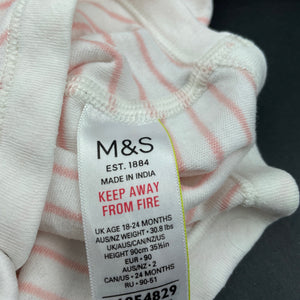 M&S
EST. 1884
MADE IN INDIA
KEEP AWAY
FROM FIRE
UK AGE 18-24 MONTHS
AUS/NZ WEIGHT • 30.8 lbs
UK/AUS/CAN/NZ/US
HEIGHT 90cm 35½in
EUR • 90
AUS/NZ • 2
CAN/US • 24 MONTHS
RU • 90-51